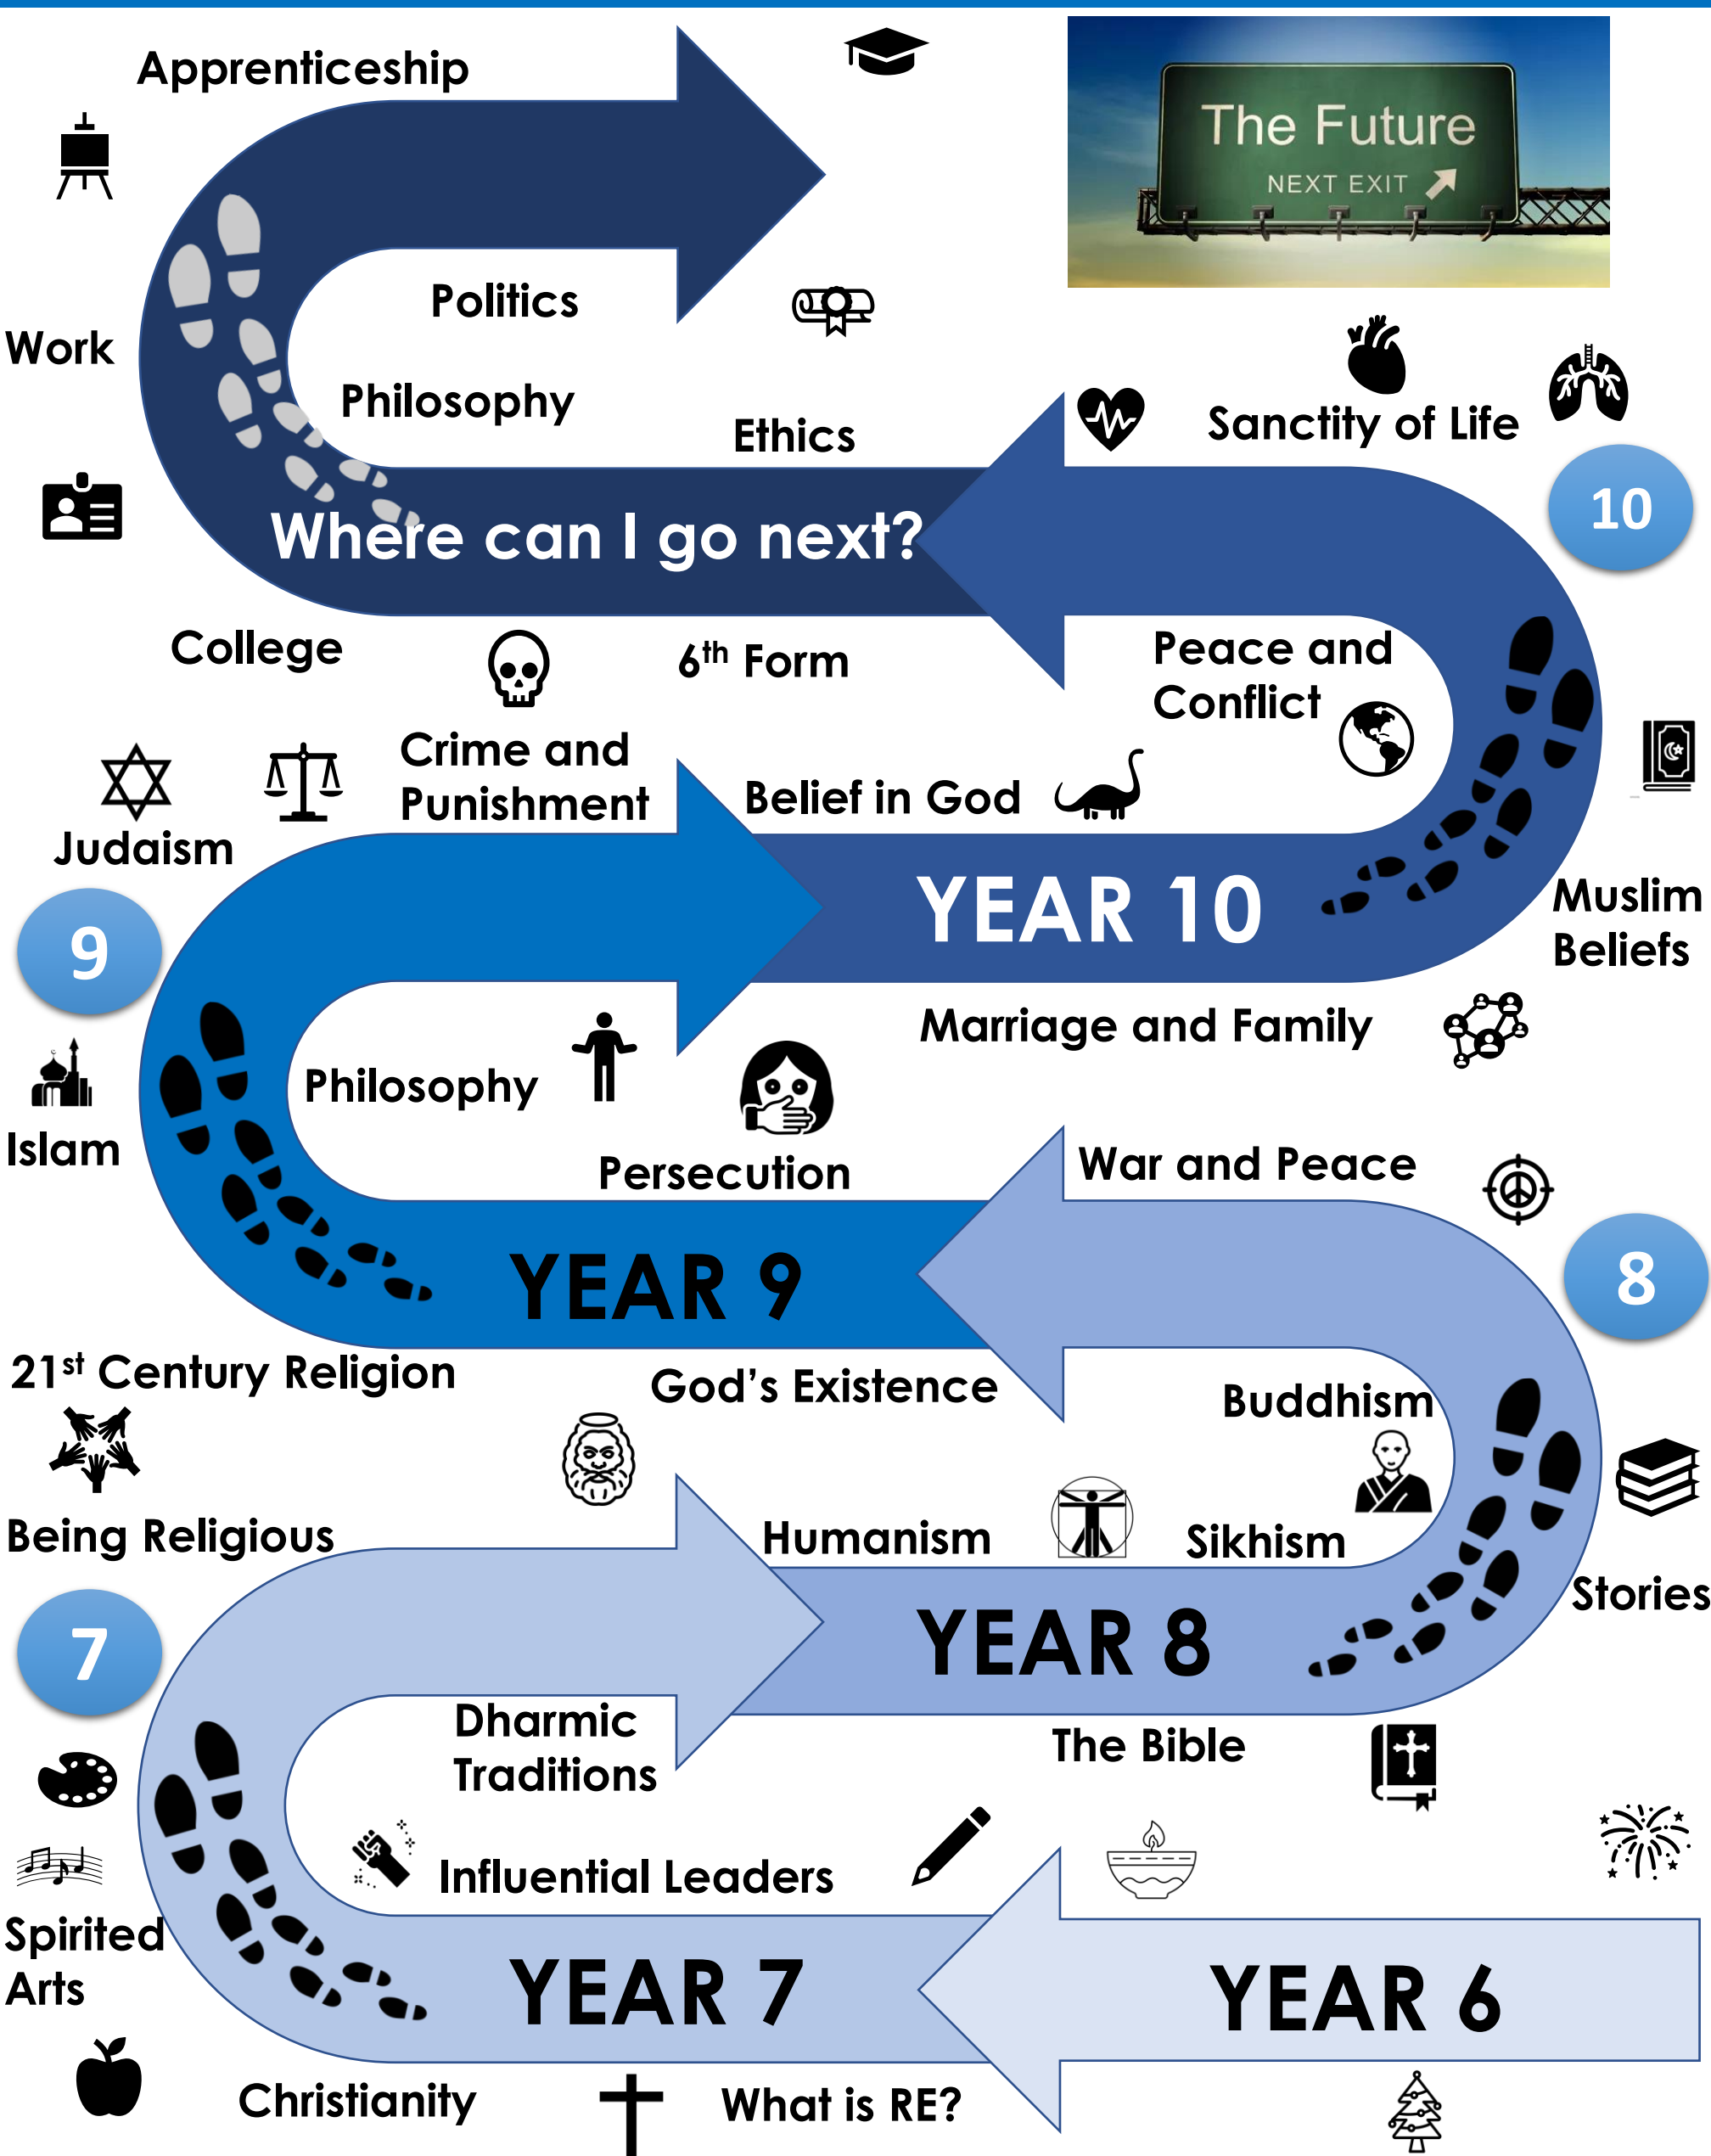 Apprenticeship
The Future
NEXT EXIT
Politics
Work
Philosophy
Ethics
Sanctity of Life
10
Where can I go next?
College
6th Form
Peace and
Conflict
Crime and
Punishment
Belief in God
Judaism
YEAR 10
Muslim
Beliefs
9
Marriage and Family
Philosophy
Islam
Persecution
War and Peace
YEAR 9
8
21st Century Religion
God's Existence
Buddhism
Being Religious
Humanism
Sikhism
Stories
7
YEAR 8
Dharmic
Traditions
The Bible
Influential Leaders
Spirited
Arts
YEAR 7
YEAR 6
Christianity
What is RE?